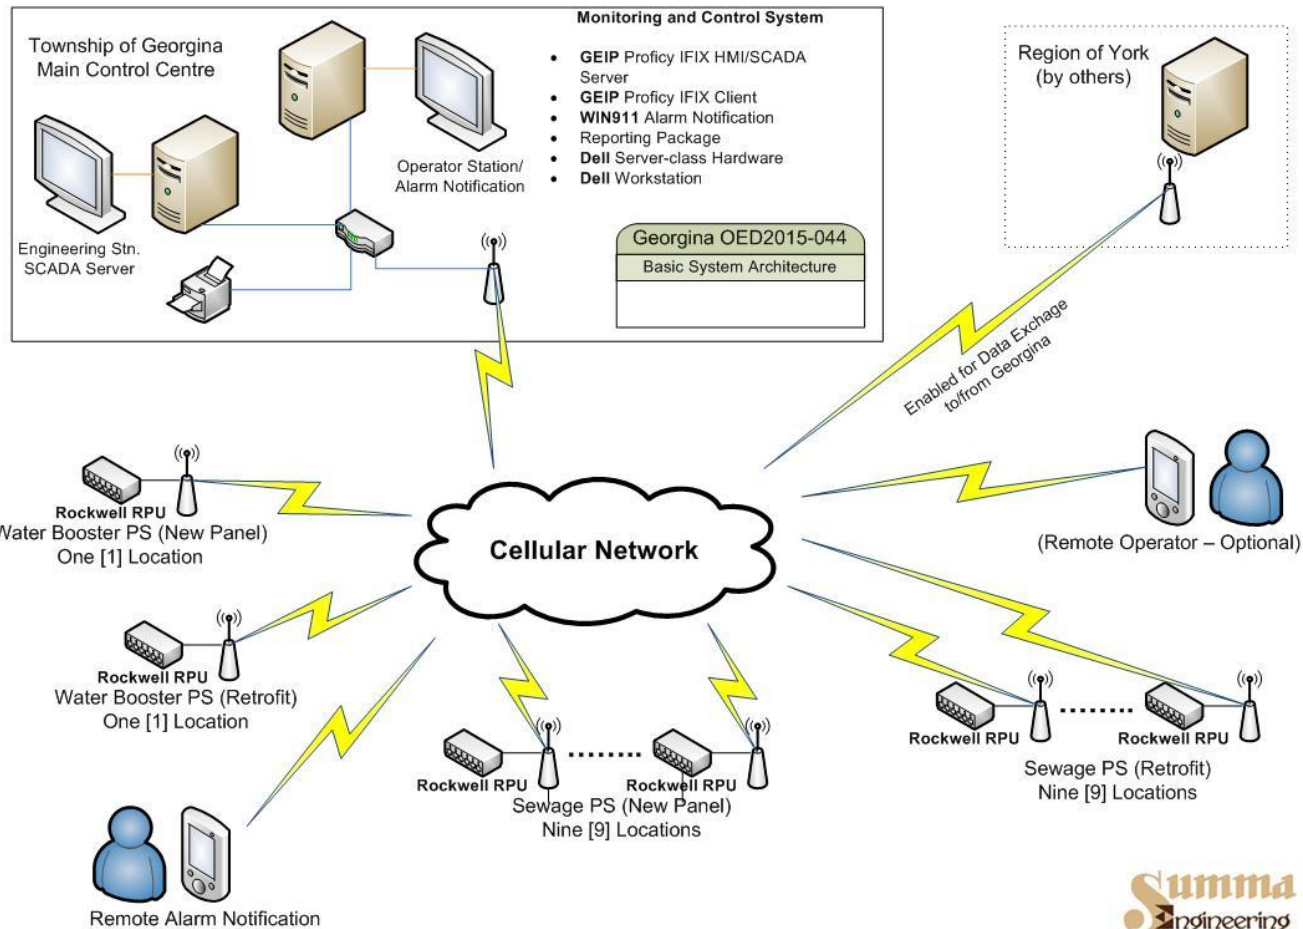 Monitoring and Control System
Township of Georgina
Main Control Centre
• GEIP Proficy IFIX HMI/SCADA
Server
• GEIP Proficy IFIX Client
• WIN911 Alarm Notification
• Reporting Package
• Dell Server-class Hardware
• Dell Workstation
Operator Station/
Alarm Notification
Engineering Stn.
SCADA Server
Georgina OED2015-044
Basic System Architecture
Region of York
(by others)
Enabled for Data Exchage
to/from Georgina
Rockwell RPU
Water Booster PS (New Panel)
One [1] Location
Cellular Network
(Remote Operator – Optional)
Rockwell RPU
Water Booster PS (Retrofit)
One [1] Location
Rockwell RPU
Rockwell RPU
Sewage PS (New Panel)
Nine [9] Locations
Rockwell RPU
Rockwell RPU
Sewage PS (Retrofit)
Nine [9] Locations
Remote Alarm Notification
Summa
Engineering